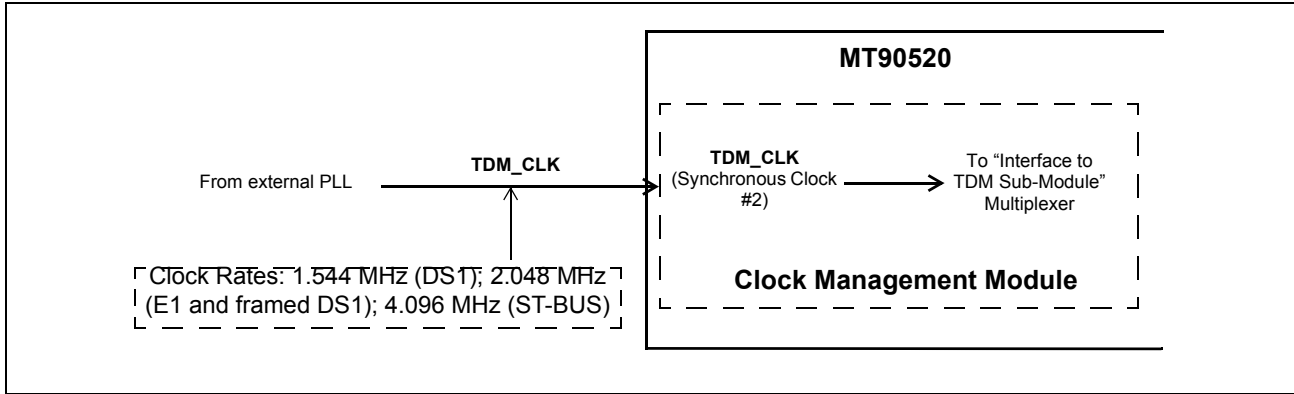 MT90520
From external PLL
TDM_CLK
TDM_CLK
(Synchronous Clock
#2)
To “Interface to
TDM Sub-Module”
Multiplexer
Clock Rates: 1.544 MHz (DS1); 2.048 MHz
(E1 and framed DS1); 4.096 MHz (ST-BUS)
Clock Management Module